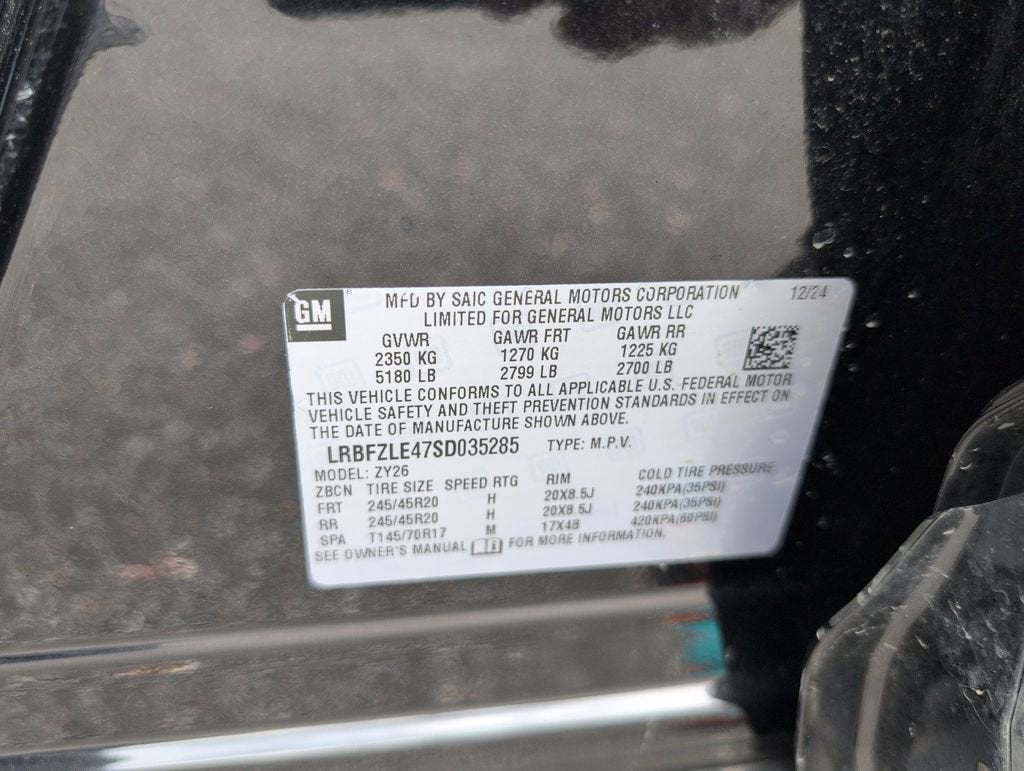 GM ® MFD BY SAIC GENERAL MOTORS CORPORATION 12/24
LIMITED FOR GENERAL MOTORS LLC
GVWR GAWR FRT GAWR RR
2350 KG 1270 KG 1225 KG
5180 LB 2799 LB 2700 LB
THIS VEHICLE CONFORMS TO ALL APPLICABLE U.S. FEDERAL MOTOR
VEHICLE SAFETY AND THEFT PREVENTION STANDARDS IN EFFECT ON
THE DATE OF MANUFACTURE SHOWN ABOVE.
LRBFZLE47SD035285 TYPE: M.P.V.
MODEL: ZY26
ZBCN TIRE SIZE SPEED RTG RIM COLD TIRE PRESSURE
FRT 245/45R20 H 20X8.5J 240KPA(35PSI)
RR 245/45R20 H 20X8.5J 240KPA(35PSI)
SPA T145/70R17 M 17X4B 420KPA(60PSI)
SEE OWNER'S MANUAL FOR MORE INFORMATION.